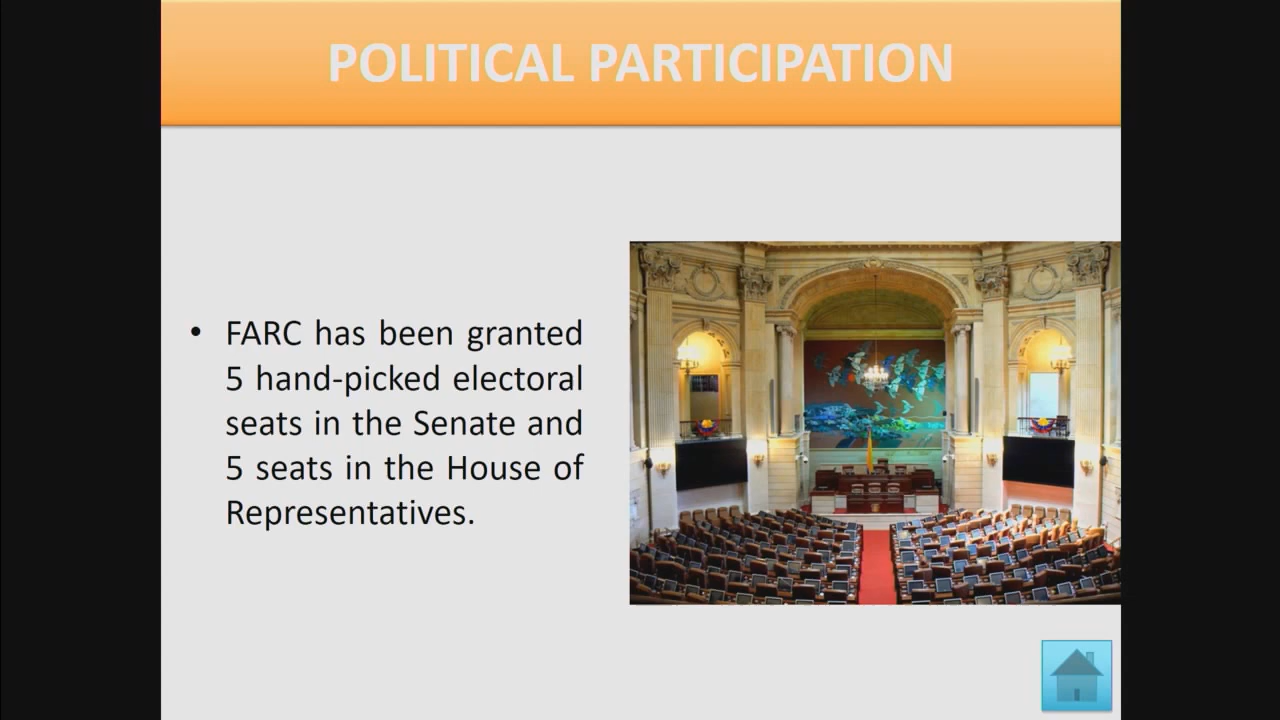 POLITICAL PARTICIPATION
• FARC has been granted
5 hand-picked electoral
seats in the Senate and
5 seats in the House of
Representatives.